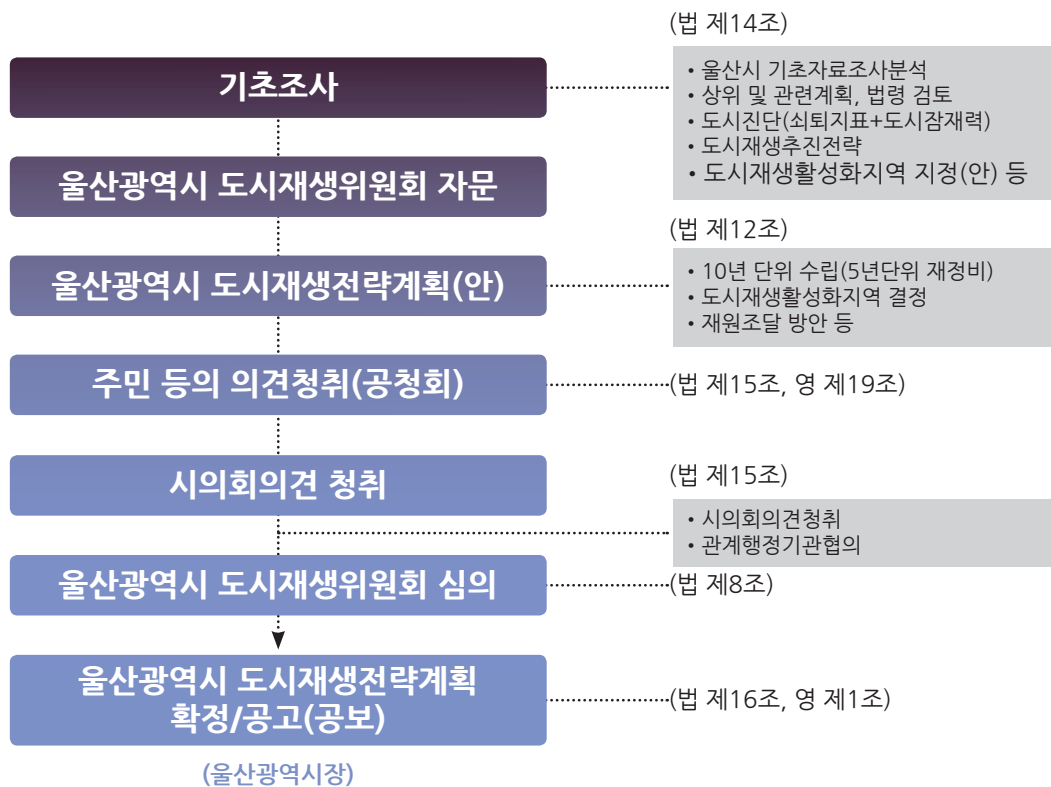 (법 제14조)
기초조사
• 울산시 기초자료조사분석
• 상위 및 관련계획, 법령 검토
• 도시진단(쇠퇴지표+도시잠재력)
• 도시재생추진전략
• 도시재생활성화지역 지정(안) 등
울산광역시 도시재생위원회 자문
(법 제12조)
울산광역시 도시재생전략계획(안)
• 10년 단위 수립(5년단위 재정비)
• 도시재생활성화지역 결정
• 재원조달 방안 등
주민 등의 의견청취(공청회)
(법 제15조, 영 제19조)
시의회의견 청취
(법 제15조)
• 시의회의견청취
• 관계행정기관협의
울산광역시 도시재생위원회 심의
(법 제8조)
울산광역시 도시재생전략계획
확정/공고(공보)
(법 제16조, 영 제1조)
(울산광역시장)